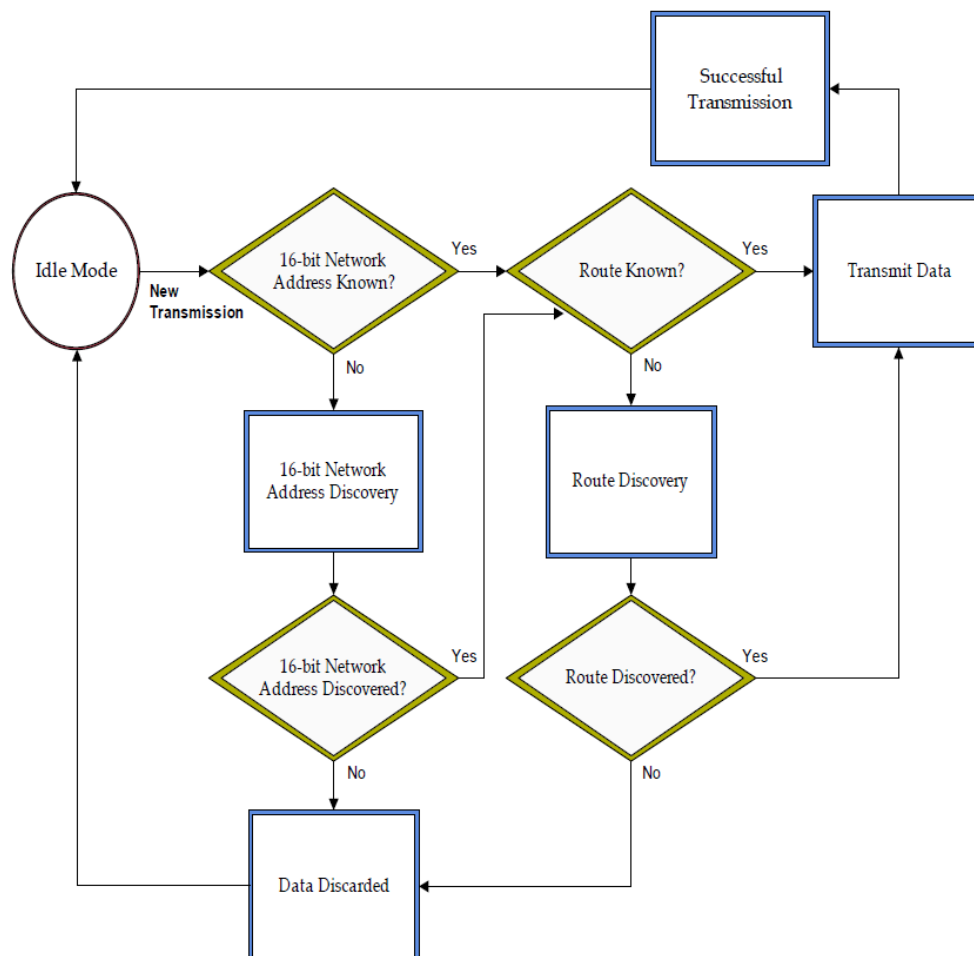 Successful
Transmission
Idle Mode
New
Transmission
16-bit Network
Address Known?
Yes
Route Known?
Yes
Transmit Data
No
No
16-bit Network
Address Discovery
Route Discovery
16-bit Network
Address Discovered?
Yes
Route Discovered?
Yes
No
No
Data Discarded